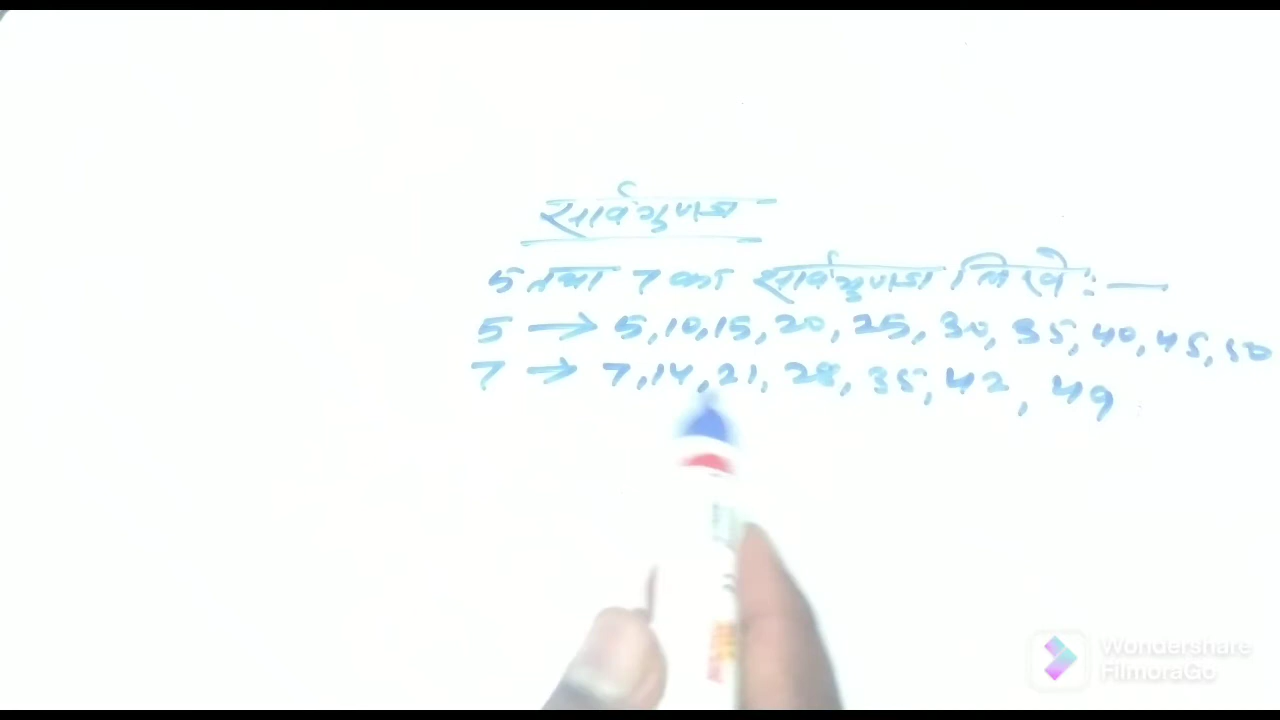 सार्वगुणज
5 तथा 7 का सार्वगुणज लिखे :—
5 → 5, 10, 15, 20, 25, 30, 35, 40, 45, 50
7 → 7, 14, 21, 28, 35, 42, 49
Wondershare
FilmoraGo